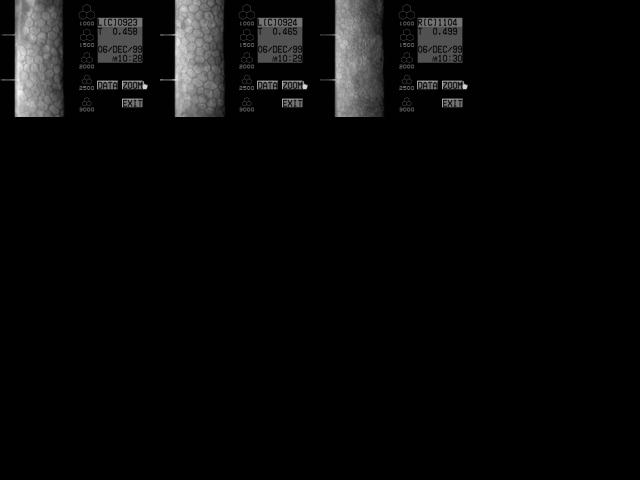 L(C)0923
T 0.458
06/DEC/99
10:28
1000
1500
2000
2500
3000
DATA ZOOM
EXIT
L(C)0924
T 0.465
06/DEC/99
10:29
1000
1500
2000
2500
3000
DATA ZOOM
EXIT
R(C)1104
T 0.499
06/DEC/99
10:30
1000
1500
2000
2500
3000
DATA ZOOM
EXIT